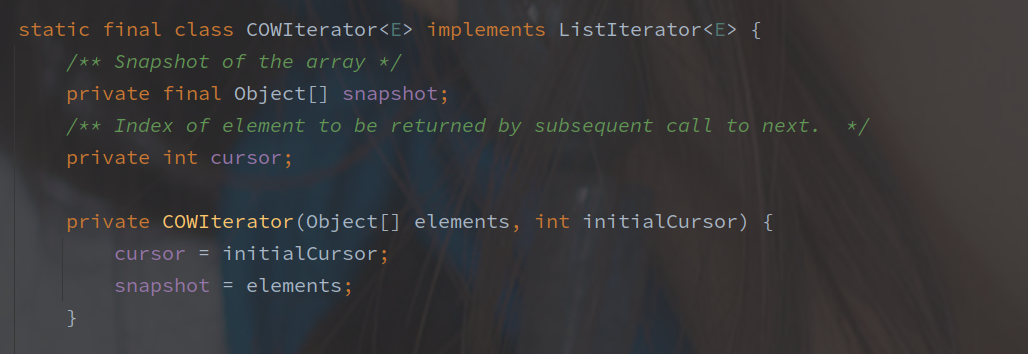 static final class COWIterator<E> implements ListIterator<E> {
    /** Snapshot of the array */
    private final Object[] snapshot;
    /** Index of element to be returned by subsequent call to next.  */
    private int cursor;

    private COWIterator(Object[] elements, int initialCursor) {
        cursor = initialCursor;
        snapshot = elements;
    }